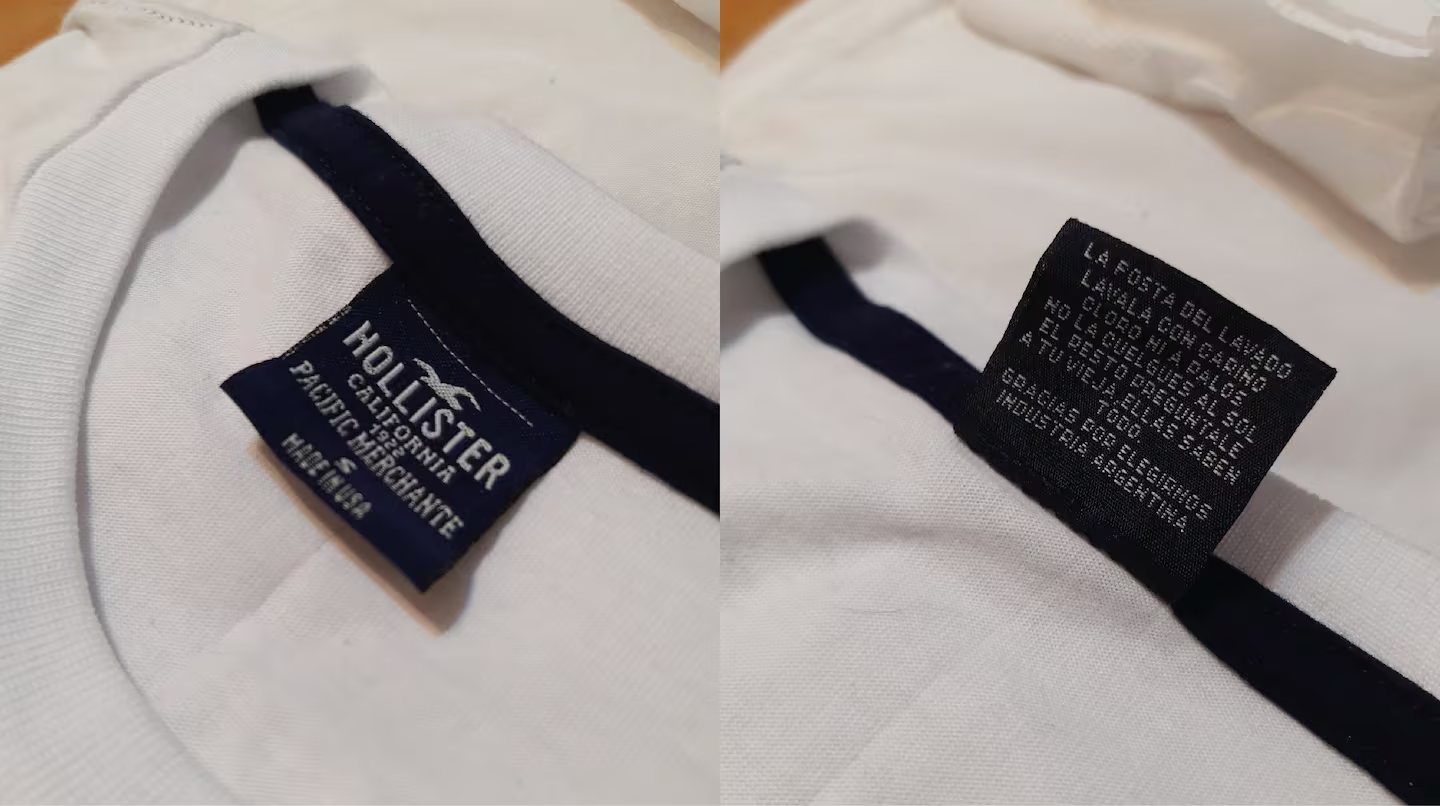 HOLLISTER
CALIFORNIA
1922
PACIFIC MERCHANTE
S
MADE IN USA
LA POSTA DEL LAVADO
LAVALA CON CARIÑO
CLORO NI A PALOS
NO LA CUELGUES AL SOL
EL RESTO PREGUNTALE
A TU VIEJA ELLAS SABEN
TODO
GRACIAS POR ELEGIRNOS
INDUSTRIA ARGENTINA